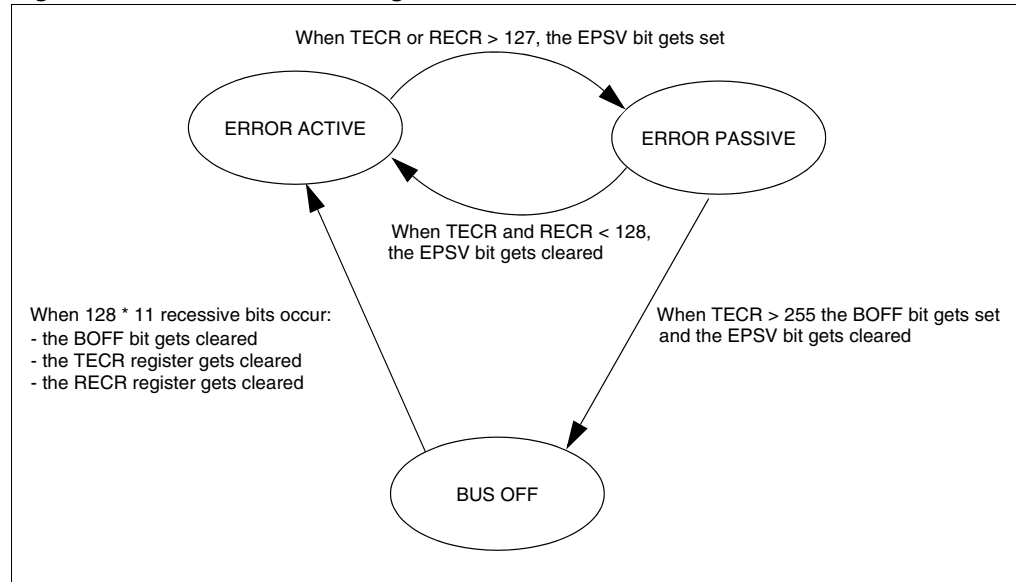 When TECR or RECR > 127, the EPSV bit gets set
ERROR ACTIVE
ERROR PASSIVE
When TECR and RECR < 128,
the EPSV bit gets cleared
When 128 * 11 recessive bits occur:
- the BOFF bit gets cleared
- the TECR register gets cleared
- the RECR register gets cleared
When TECR > 255 the BOFF bit gets set
and the EPSV bit gets cleared
BUS OFF